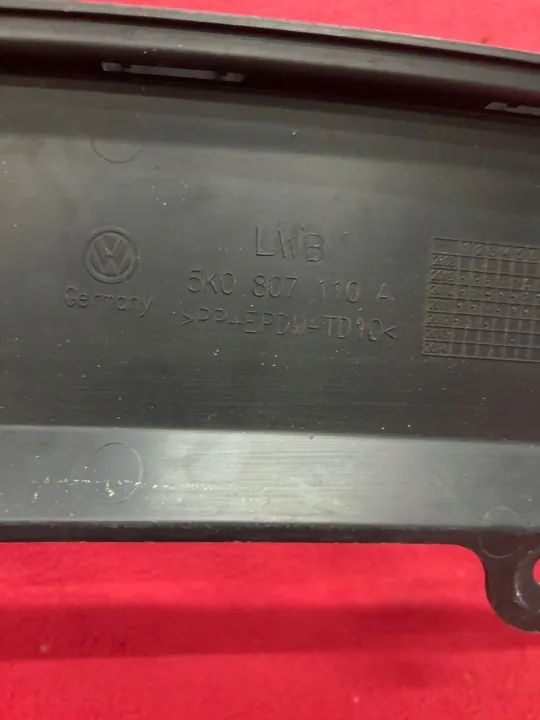 LWB
5K0 807 110 A
Germany
>PP+EPDM-TD10<